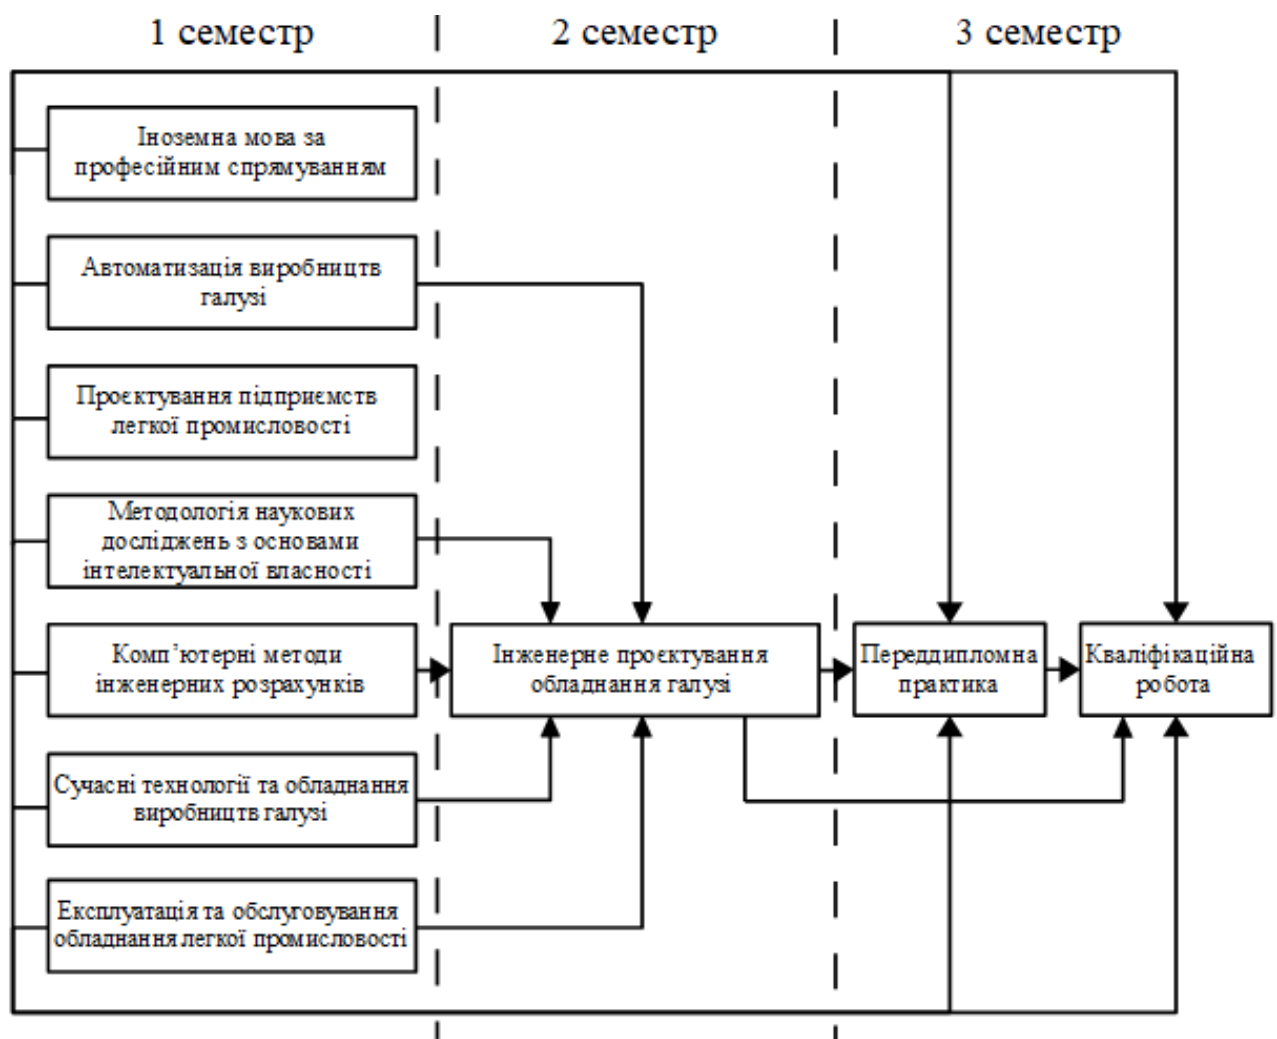 1 семестр
2 семестр
3 семестр
Іноземна мова за
професійним спрямуванням
Автоматизація виробництв
галузі
Проєктування підприємств
легкої промисловості
Методологія наукових
досліджень з основами
інтелектуальної власності
Комп’ютерні методи
інженерних розрахунків
Інженерне проєктування
обладнання галузі
Переддипломна
практика
Кваліфікаційна
робота
Сучасні технології та обладнання
виробництв галузі
Експлуатація та обслуговування
обладнання легкої промисловості